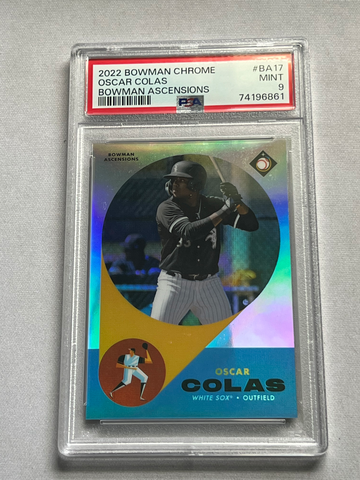 2022 BOWMAN CHROME #BA17
OSCAR COLAS MINT
BOWMAN ASCENSIONS 9
PSA 74196861
BOWMAN
ASCENSIONS
33
OSCAR
COLAS
WHITE SOX • OUTFIELD